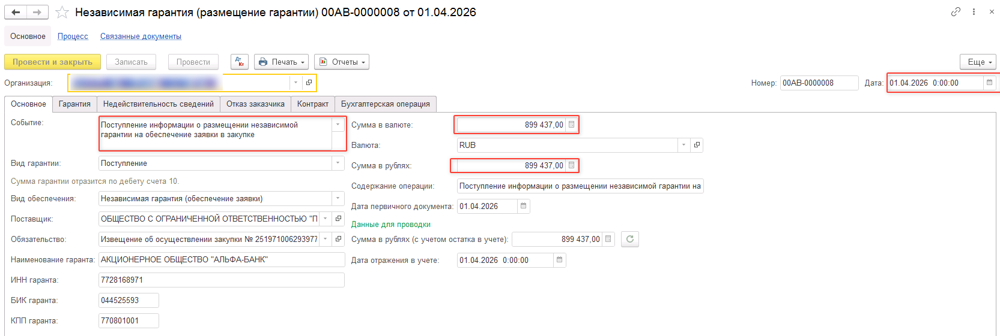 Независимая гарантия (размещение гарантии) 00АВ-0000008 от 01.04.2026
Основное Процесс Связанные документы
Провести и закрыть Записать Провести Дт Кт Печать Отчеты Еще
Организация: Номер: 00АВ-0000008 Дата: 01.04.2026 0:00:00
Основное Гарантия Недействительность сведений Отказ заказчика Контракт Бухгалтерская операция
Событие: Поступление информации о размещении независимой
гарантии на обеспечение заявки в закупке
Сумма в валюте: 899 437,00
Валюта: RUB
Вид гарантии: Поступление
Сумма в рублях: 899 437,00
Сумма гарантии отразится по дебету счета 10.
Содержание операции: Поступление информации о размещении независимой гарантии на
Вид обеспечения: Независимая гарантия (обеспечение заявки)
Дата первичного документа: 01.04.2026
Поставщик: ОБЩЕСТВО С ОГРАНИЧЕННОЙ ОТВЕТСТВЕННОСТЬЮ "П
Данные для проводки
Обязательство: Извещение об осуществлении закупки № 251971006293977
Сумма в рублях (с учетом остатка в учете): 899 437,00
Наименование гаранта: АКЦИОНЕРНОЕ ОБЩЕСТВО "АЛЬФА-БАНК"
Дата отражения в учете: 01.04.2026 0:00:00
ИНН гаранта: 7728168971
БИК гаранта: 044525593
КПП гаранта: 770801001